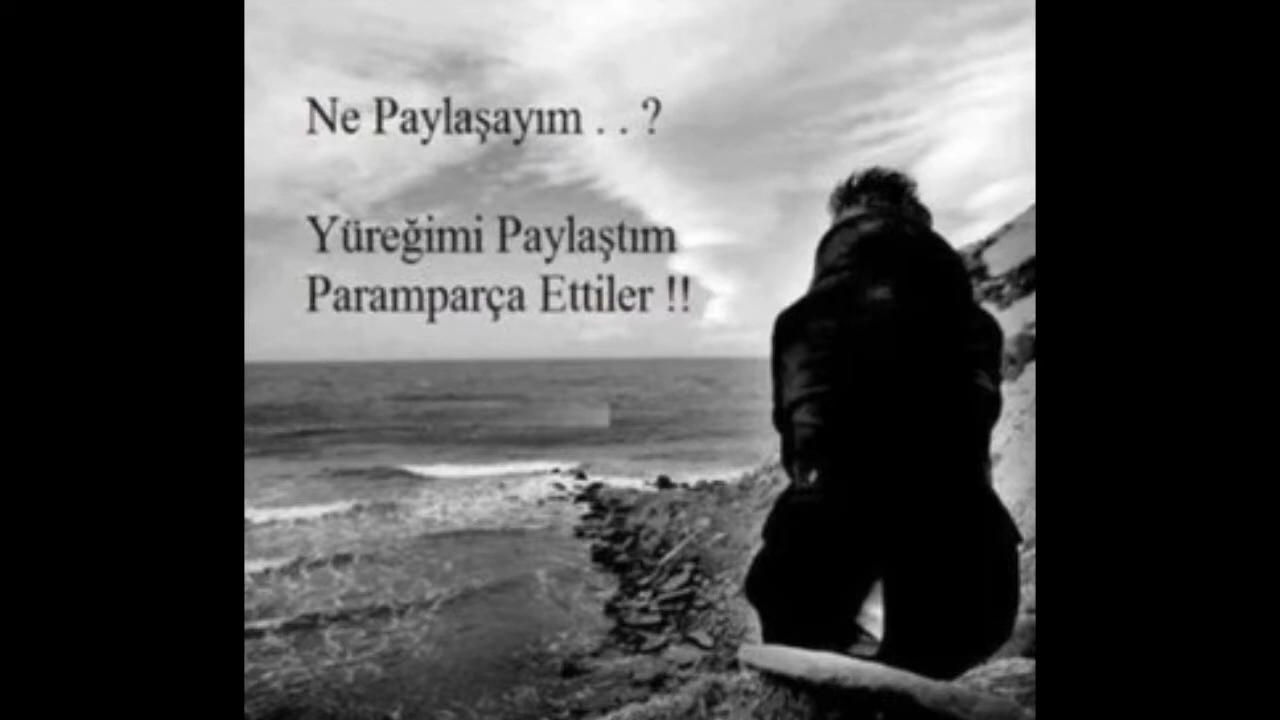 Ne Paylaşayım . . ?
Yüreğimi Paylaştım
Paramparça Ettiler !!